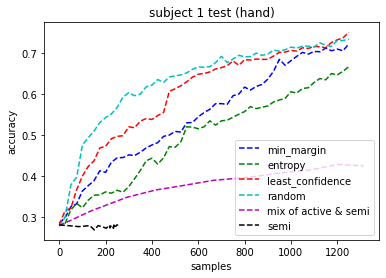 subject 1 test (hand)
accuracy
0.7
0.6
0.5
0.4
0.3
min_margin
entropy
least_confidence
random
mix of active & semi
semi
0 200 400 600 800 1000 1200
samples